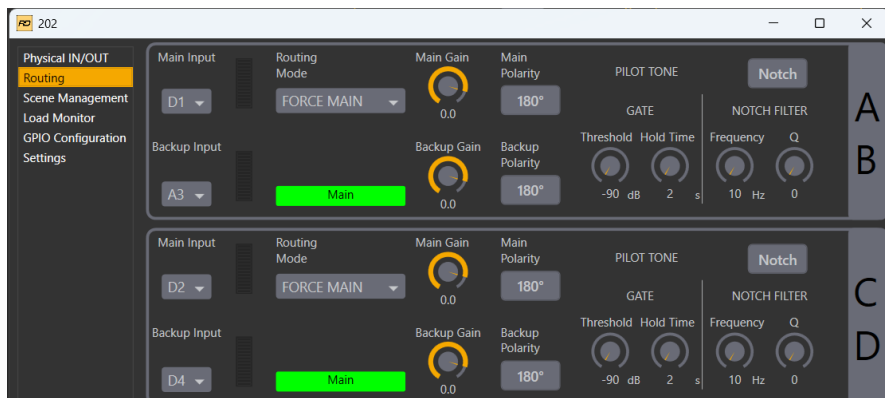 202
Physical IN/OUT
Routing
Scene Management
Load Monitor
GPIO Configuration
Settings
Main Input
Routing
Mode
Main Gain
Main
Polarity
PILOT TONE
Notch
D1
FORCE MAIN
0.0
180°
GATE
NOTCH FILTER
A
B
Backup Input
Backup Gain
Backup
Polarity
Threshold
Hold Time
Frequency
Q
A3
Main
0.0
180°
-90 dB
2 s
10 Hz
0
Main Input
Routing
Mode
Main Gain
Main
Polarity
PILOT TONE
Notch
D2
FORCE MAIN
0.0
180°
GATE
NOTCH FILTER
C
D
Backup Input
Backup Gain
Backup
Polarity
Threshold
Hold Time
Frequency
Q
D4
Main
0.0
180°
-90 dB
2 s
10 Hz
0